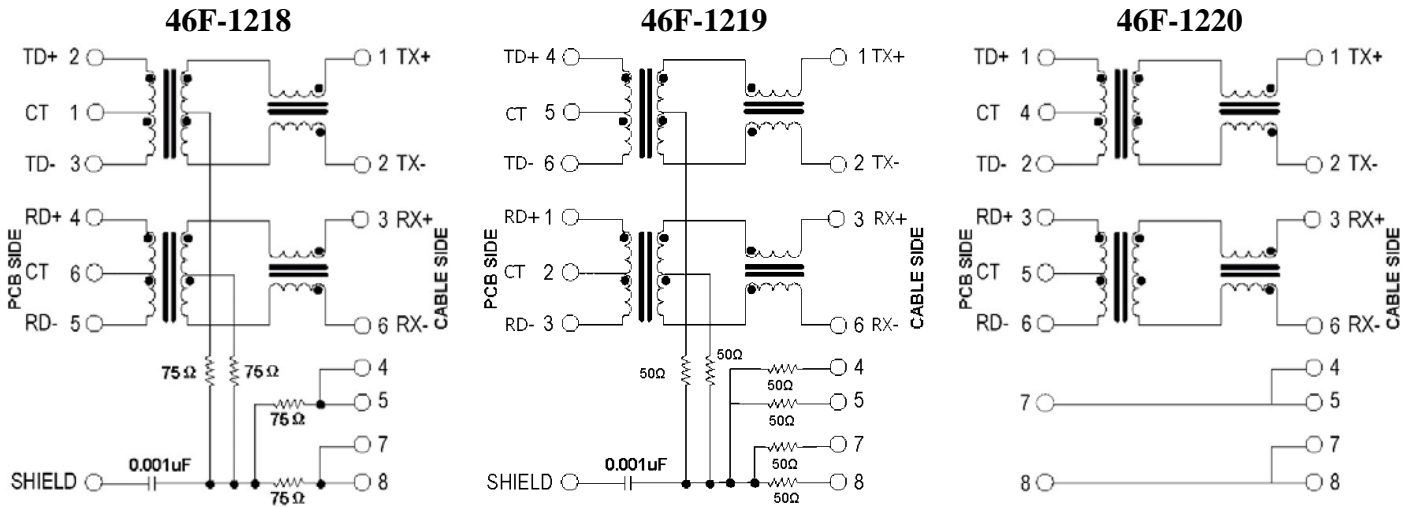 46F-1218
TD+ 2
1 TX+
CT 1
TD- 3
2 TX-
RD+ 4
3 RX+
CT 6
RD- 5
6 RX-
PCB SIDE
CABLE SIDE
75 Ω
75 Ω
4
75 Ω
5
7
0.001uF
SHIELD
75 Ω
8
46F-1219
TD+ 4
1 TX+
CT 5
TD- 6
2 TX-
RD+ 1
3 RX+
CT 2
RD- 3
6 RX-
PCB SIDE
CABLE SIDE
50Ω
50Ω
4
50Ω
5
50Ω
7
50Ω
0.001uF
SHIELD
8
50Ω
46F-1220
TD+ 1
1 TX+
CT 4
TD- 2
2 TX-
RD+ 3
3 RX+
CT 5
RD- 6
6 RX-
PCB SIDE
CABLE SIDE
4
7
5
7
8
8